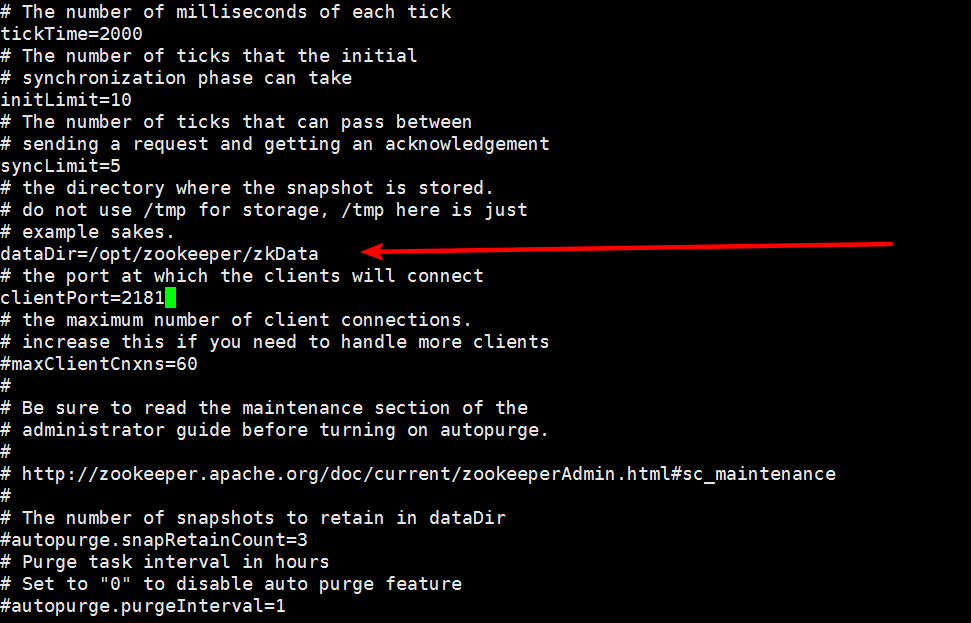 # The number of milliseconds of each tick
tickTime=2000
# The number of ticks that the initial
# synchronization phase can take
initLimit=10
# The number of ticks that can pass between
# sending a request and getting an acknowledgement
syncLimit=5
# the directory where the snapshot is stored.
# do not use /tmp for storage, /tmp here is just
# example sakes.
dataDir=/opt/zookeeper/zkData
# the port at which the clients will connect
clientPort=2181
# the maximum number of client connections.
# increase this if you need to handle more clients
#maxClientCnxns=60
#
# Be sure to read the maintenance section of the
# administrator guide before turning on autopurge.
#
# http://zookeeper.apache.org/doc/current/zookeeperAdmin.html#sc_maintenance
#
# The number of snapshots to retain in dataDir
#autopurge.snapRetainCount=3
# Purge task interval in hours
# Set to "0" to disable auto purge feature
#autopurge.purgeInterval=1